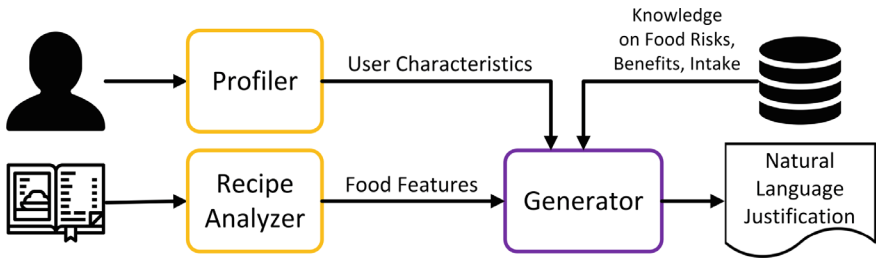 Knowledge
on Food Risks,
Benefits, Intake
Profiler
User Characteristics
Recipe
Analyzer
Food Features
Generator
Natural
Language
Justification